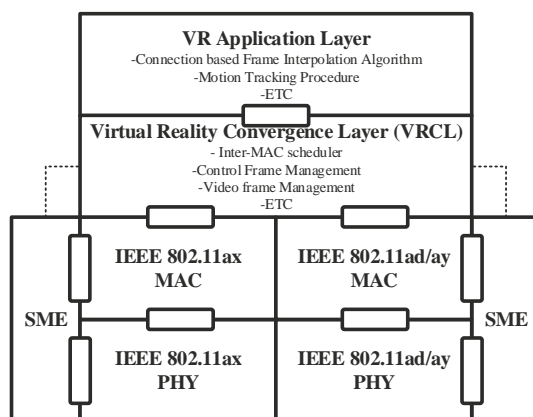 VR Application Layer
-Connection based Frame Interpolation Algorithm
-Motion Tracking Procedure
-ETC
Virtual Reality Convergence Layer (VRCL)
- Inter-MAC scheduler
-Control Frame Management
-Video frame Management
-ETC
IEEE 802.11ax
MAC
IEEE 802.11ad/ay
MAC
SME
SME
IEEE 802.11ax
PHY
IEEE 802.11ad/ay
PHY